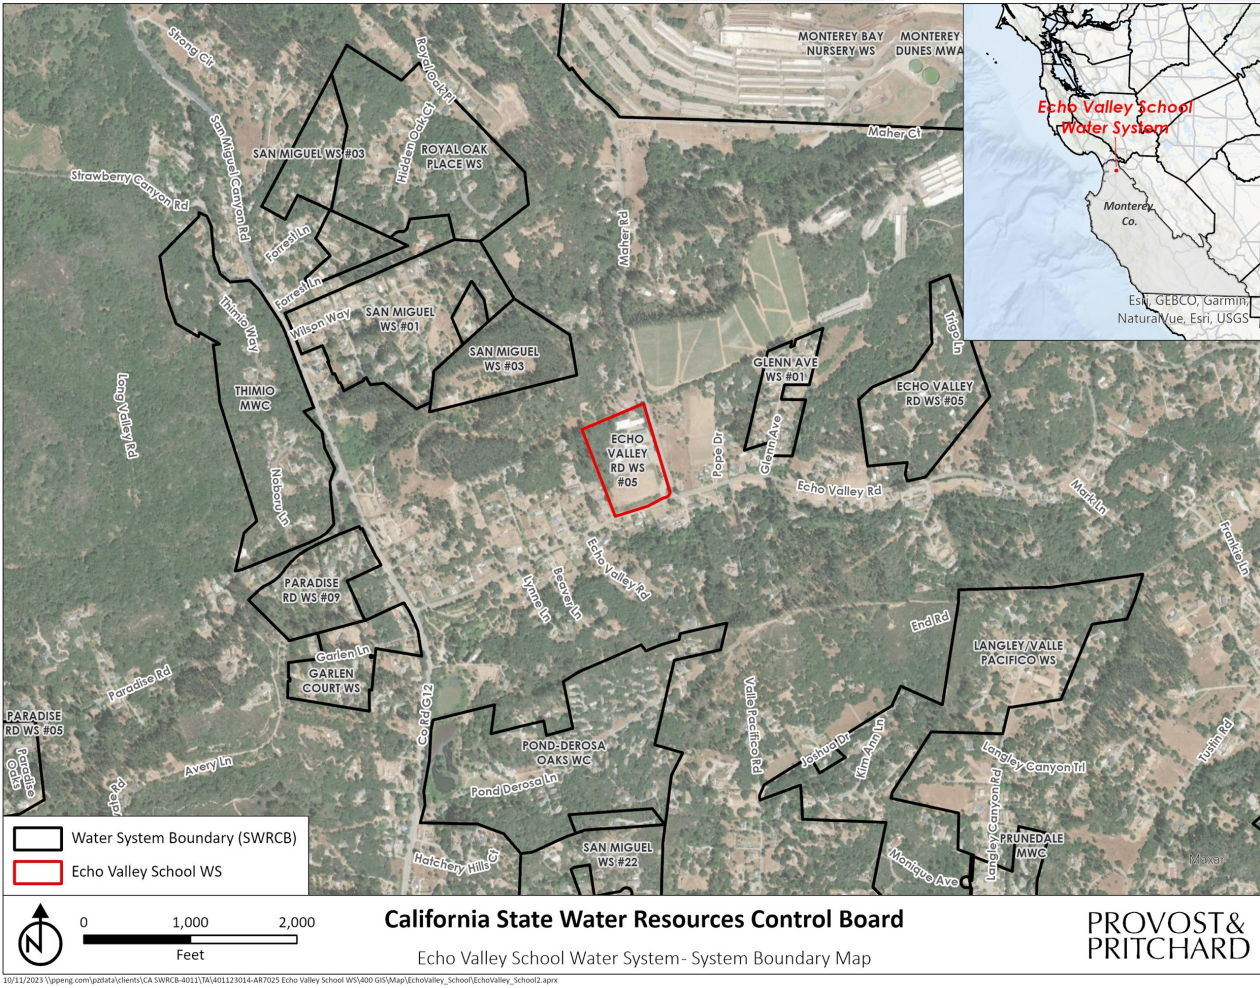 MONTEREY BAY
NURSERY WS
MONTEREY
DUNES MWA
Strong Cir
San Miguel Canyon Rd
Royal Oak Pl
Hidden Oak Ct
SAN MIGUEL WS #03
ROYAL OAK
PLACE WS
Maher Ct
Strawberry Canyon Rd
Forrest Ln
Forrest Ln
Maher Rd
Thimio Way
Wilson Way
SAN MIGUEL
WS #01
SAN MIGUEL
WS #03
THIMIO
MWC
Long Valley Rd
Noboru Ln
GLENN AVE
WS #01
Glenn Ave
Pope Dr
Trigo Ln
ECHO VALLEY
RD WS #05
ECHO
VALLEY
RD WS
#05
Echo Valley Rd
Mark Ln
Frankie Ln
Echo Valley Rd
Beaver Ln
Lynne Ln
PARADISE
RD WS #09
End Rd
LANGLEY/VALLE
PACIFICO WS
Garlen Ln
GARLEN
COURT WS
Paradise Rd
PARADISE
RD WS #05
Paradise
Oaks
Avery Ln
Co Rd G12
POND-DEROSA
OAKS WC
Pond Derosa Ln
Valle Pacifico Rd
Joshua Dr
Kim Ann Ln
Langley Canyon Trl
Langley Canyon Rd
Tustin Rd
PRUNEDALE
MWC
Monique Ave
Hatchery Hills Ct
SAN MIGUEL
WS #22
Maxar
Echo Valley School
Water System
Monterey
Co.
Esri, GEBCO, Garmin,
NaturalVue, Esri, USGS
Water System Boundary (SWRCB)
Echo Valley School WS
N
0 1,000 2,000
Feet
California State Water Resources Control Board
Echo Valley School Water System- System Boundary Map
PROVOST&
PRITCHARD
10/11/2023 \\ppeng.com\pzdata\clients\CA SWRCB-4011\TA\401123014-AR7025 Echo Valley School WS\400 GIS\Map\EchoValley_School\EchoValley_School2.aprx